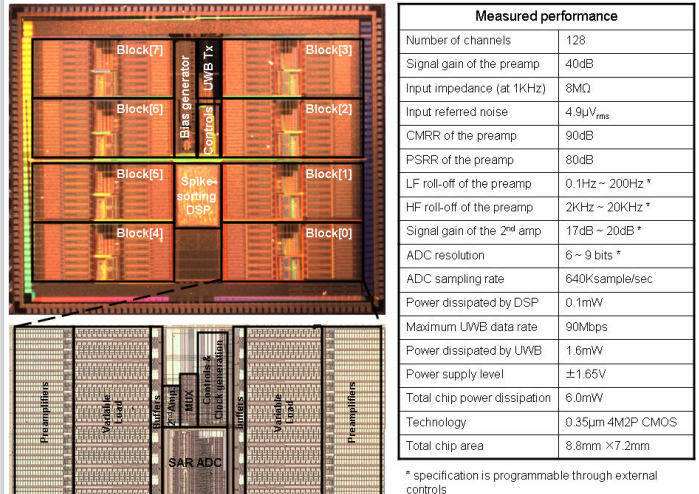 Block[7]
Block[3]
Bias generator
UWB Tx
Block[6]
Block[2]
Controls
Block[5]
Block[1]
Spike-
sorting
DSP
Block[4]
Block[0]
Preamplifiers
Variable
Load
Buffers
2nd Amp.
MUX
Controls &
Clock generation
Buffers
Variable
Load
Preamplifiers
SAR ADC
Measured performance
Number of channels 128
Signal gain of the preamp 40dB
Input impedance (at 1KHz) 8MΩ
Input referred noise 4.9μVrms
CMRR of the preamp 90dB
PSRR of the preamp 80dB
LF roll-off of the preamp 0.1Hz ~ 200Hz *
HF roll-off of the preamp 2KHz ~ 20KHz *
Signal gain of the 2nd amp 17dB ~ 20dB *
ADC resolution 6 ~ 9 bits *
ADC sampling rate 640Ksample/sec
Power dissipated by DSP 0.1mW
Maximum UWB data rate 90Mbps
Power dissipated by UWB 1.6mW
Power supply level ±1.65V
Total chip power dissipation 6.0mW
Technology 0.35μm 4M2P CMOS
Total chip area 8.8mm ×7.2mm
* specification is programmable through external
controls